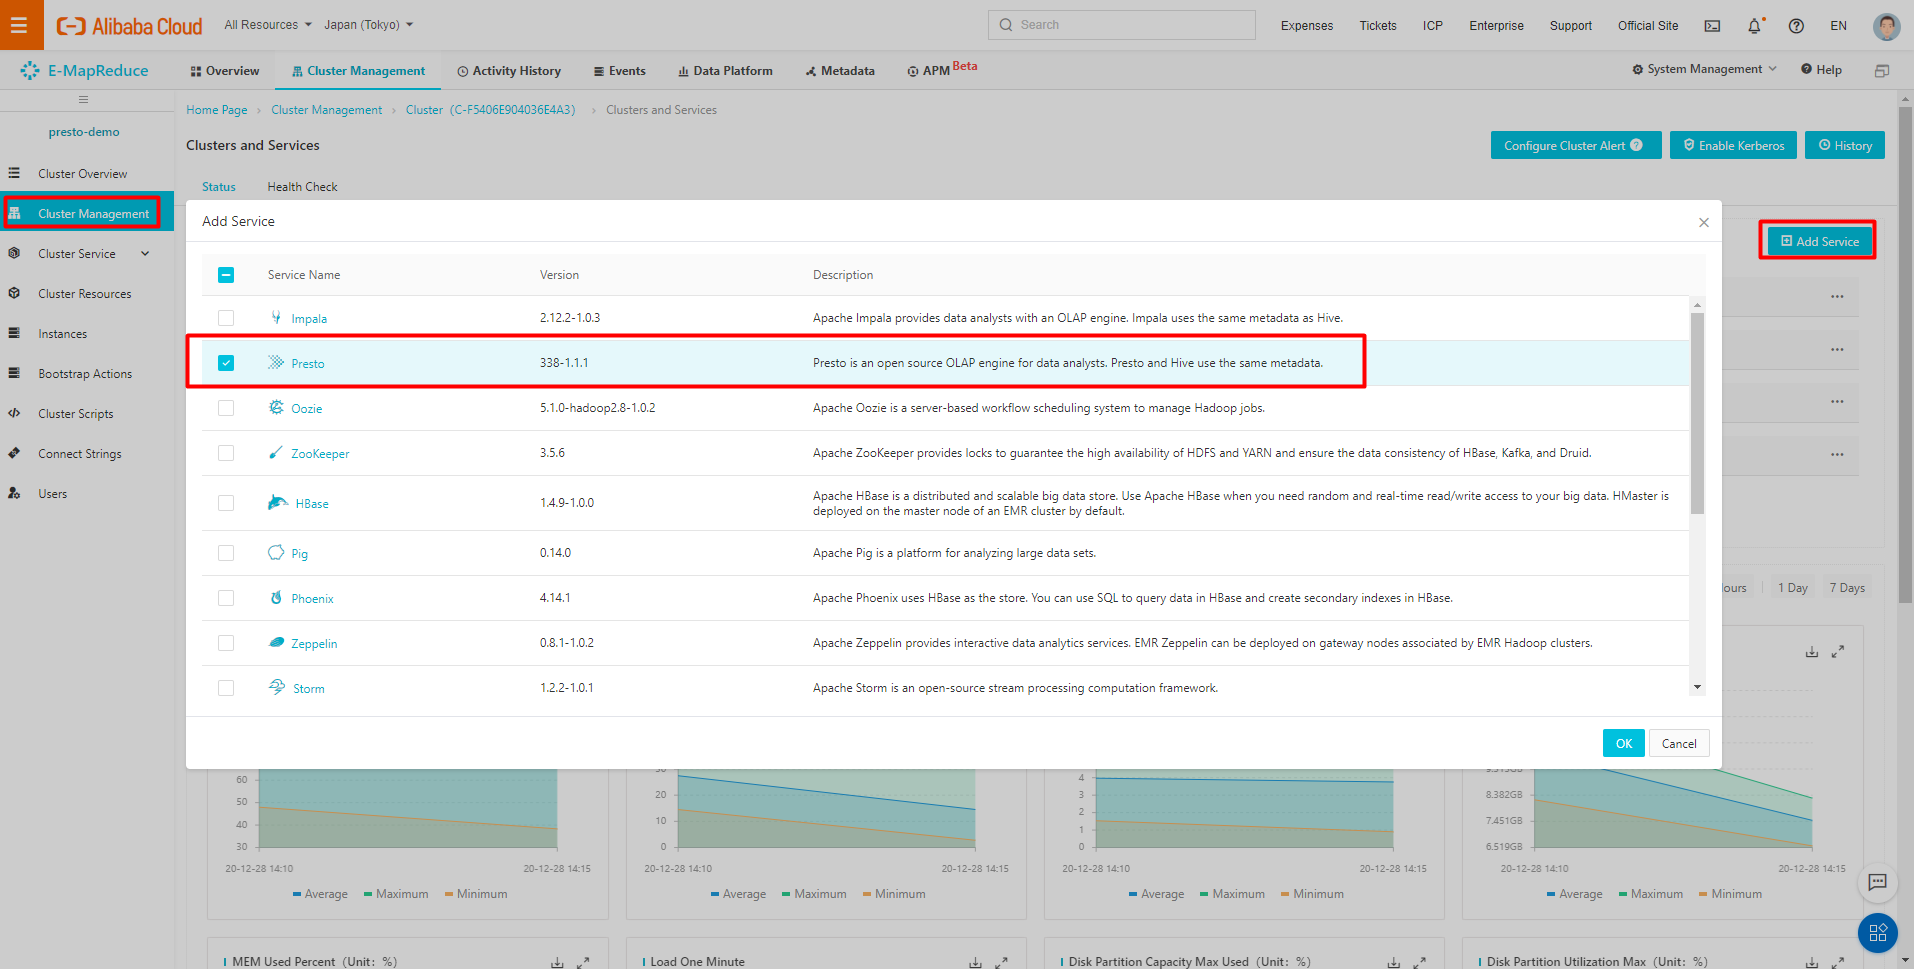 Alibaba Cloud
All Resources
Japan (Tokyo)
Search
Expenses
Tickets
ICP
Enterprise
Support
Official Site
EN
E-MapReduce
Overview
Cluster Management
Activity History
Events
Data Platform
Metadata
APM Beta
System Management
Help
presto-demo
Cluster Overview
Cluster Management
Cluster Service
Cluster Resources
Instances
Bootstrap Actions
Cluster Scripts
Connect Strings
Users
Home Page > Cluster Management > Cluster (C-F5406E904036E4A3) > Clusters and Services
Clusters and Services
Configure Cluster Alert
Enable Kerberos
History
Status
Health Check
Add Service
Add Service
Service Name Version Description
Impala 2.12.2-1.0.3 Apache Impala provides data analysts with an OLAP engine. Impala uses the same metadata as Hive.
Presto 338-1.1.1 Presto is an open source OLAP engine for data analysts. Presto and Hive use the same metadata.
Oozie 5.1.0-hadoop2.8-1.0.2 Apache Oozie is a server-based workflow scheduling system to manage Hadoop jobs.
ZooKeeper 3.5.6 Apache ZooKeeper provides locks to guarantee the high availability of HDFS and YARN and ensure the data consistency of HBase, Kafka, and Druid.
HBase 1.4.9-1.0.0 Apache HBase is a distributed and scalable big data store. Use Apache HBase when you need random and real-time read/write access to your big data. HMaster is
deployed on the master node of an EMR cluster by default.
Pig 0.14.0 Apache Pig is a platform for analyzing large data sets.
Phoenix 4.14.1 Apache Phoenix uses HBase as the store. You can use SQL to query data in HBase and create secondary indexes in HBase.
Zeppelin 0.8.1-1.0.2 Apache Zeppelin provides interactive data analytics services. EMR Zeppelin can be deployed on gateway nodes associated by EMR Hadoop clusters.
Storm 1.2.2-1.0.1 Apache Storm is an open-source stream processing computation framework.
OK
Cancel
1 Day
7 Days
60
50
40
30
20-12-28 14:10 20-12-28 14:15
Average Maximum Minimum
20
10
0
20-12-28 14:10 20-12-28 14:15
Average Maximum Minimum
4
3
2
1
0
20-12-28 14:10 20-12-28 14:15
Average Maximum Minimum
8.382GB
7.451GB
6.519GB
20-12-28 14:10 20-12-28 14:15
Average Maximum Minimum
MEM Used Percent (Unit: %)
Load One Minute
Disk Partition Capacity Max Used (Unit: %)
Disk Partition Utilization Max (Unit: %)